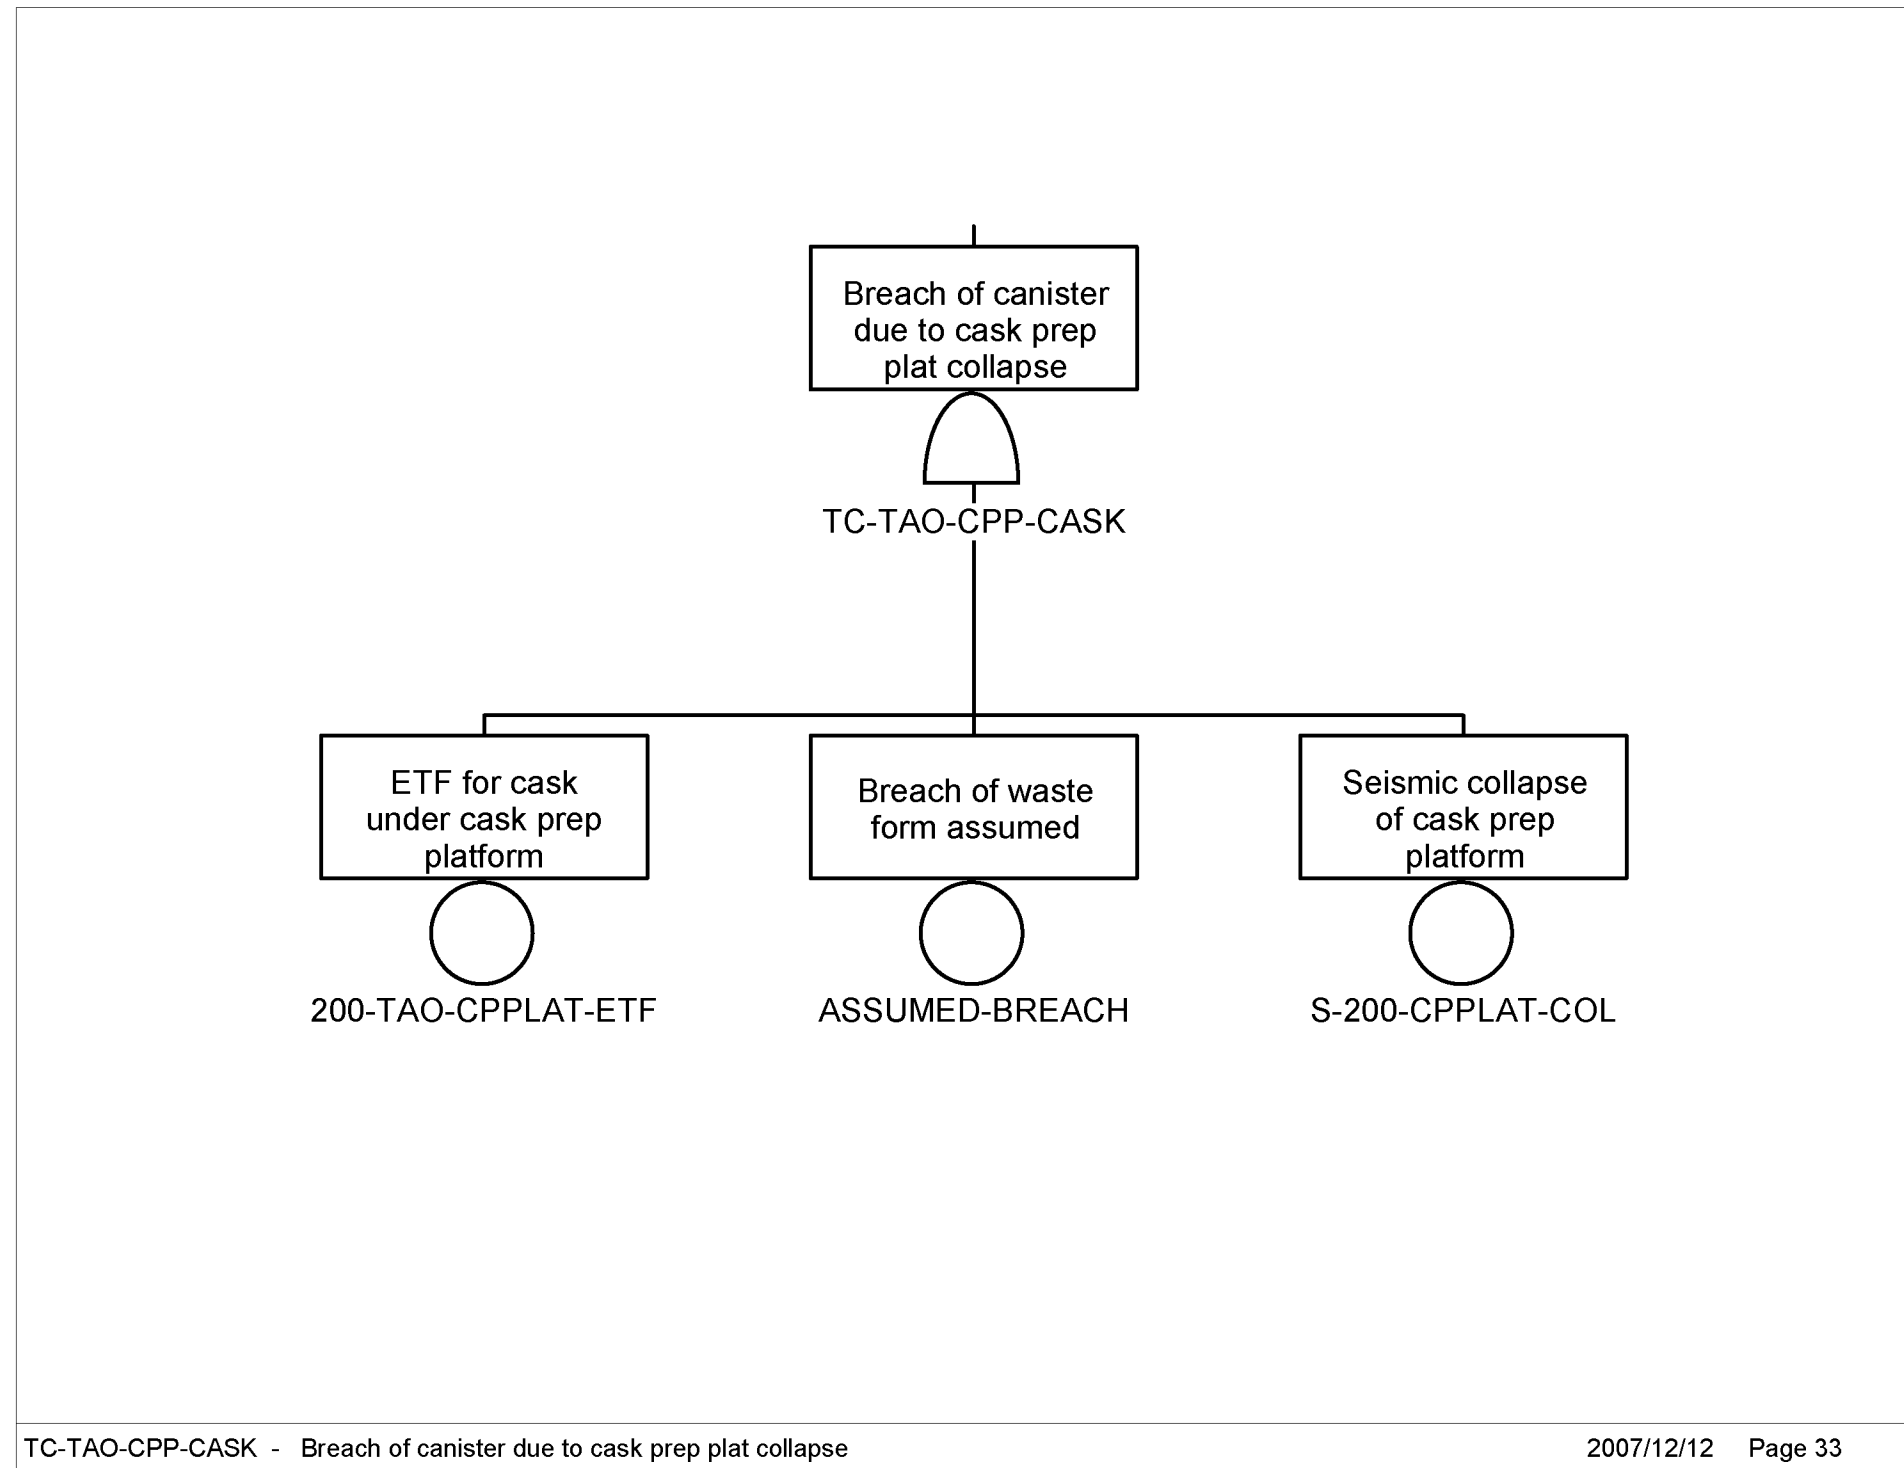 Breach of canister
due to cask prep
plat collapse
TC-TAO-CPP-CASK
ETF for cask
under cask prep
platform
200-TAO-CPPLAT-ETF
Breach of waste
form assumed
ASSUMED-BREACH
Seismic collapse
of cask prep
platform
S-200-CPPLAT-COL
TC-TAO-CPP-CASK - Breach of canister due to cask prep plat collapse
2007/12/12 Page 33